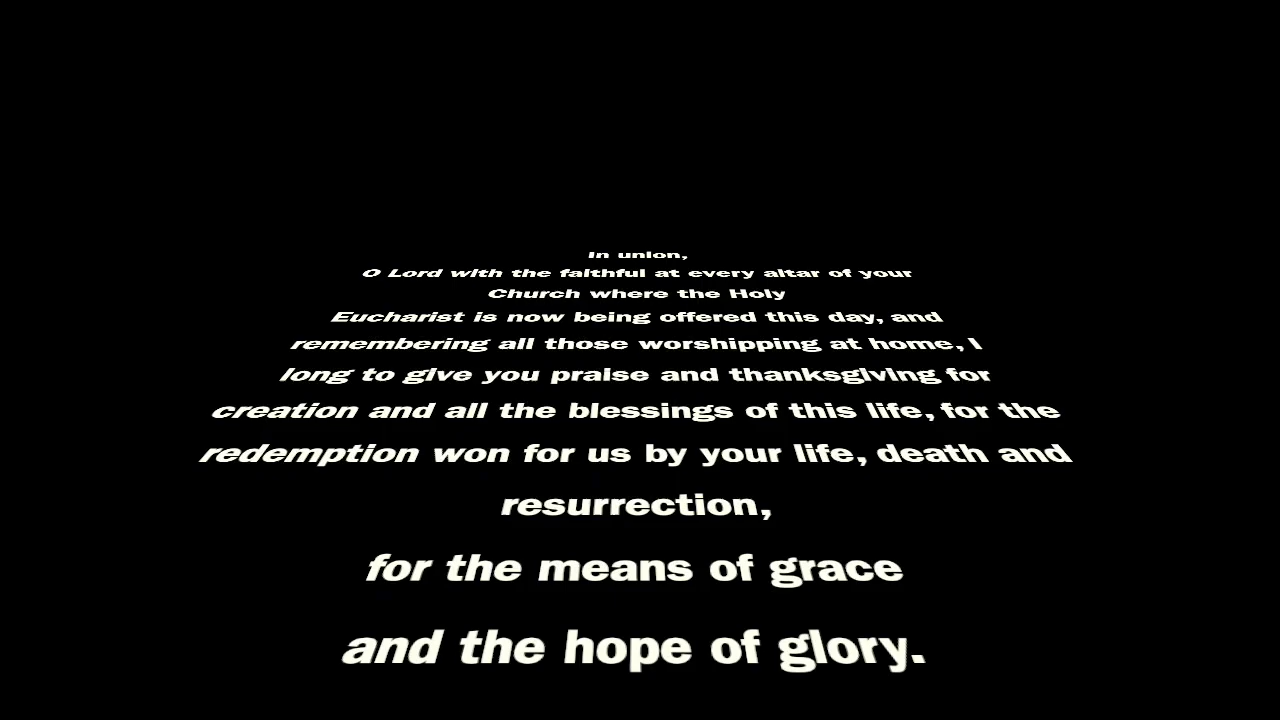 In union,
O Lord with the faithful at every altar of your
Church where the Holy
Eucharist is now being offered this day, and
remembering all those worshipping at home, I
long to give you praise and thanksgiving for
creation and all the blessings of this life, for the
redemption won for us by your life, death and
resurrection,
for the means of grace
and the hope of glory.